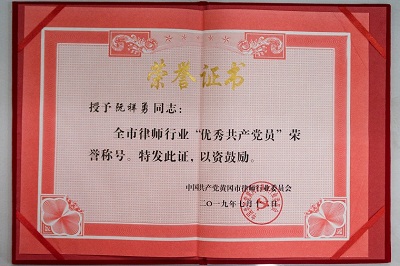 荣誉证书
授予阮祥勇同志：
全市律师行业“优秀共产党员”荣
誉称号。特发此证，以资鼓励。
中国共产党黄冈市律师行业委员会
二〇一九年七月十二日